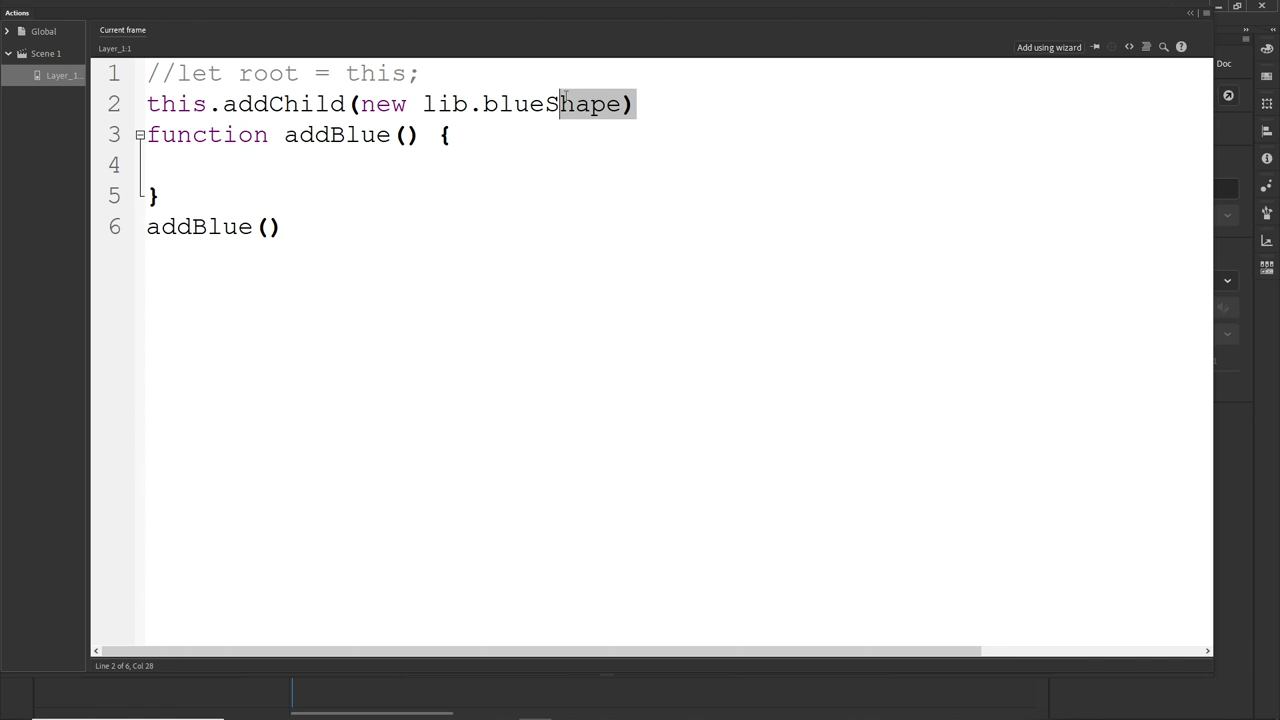 Actions
Global
Scene 1
Layer_1...
Current frame
Layer_1:1
Add using wizard
Doc
1 //let root = this;
2 this.addChild(new lib.blueShape)
3 function addBlue() {
4
5 }
6 addBlue()
Line 2 of 6, Col 28